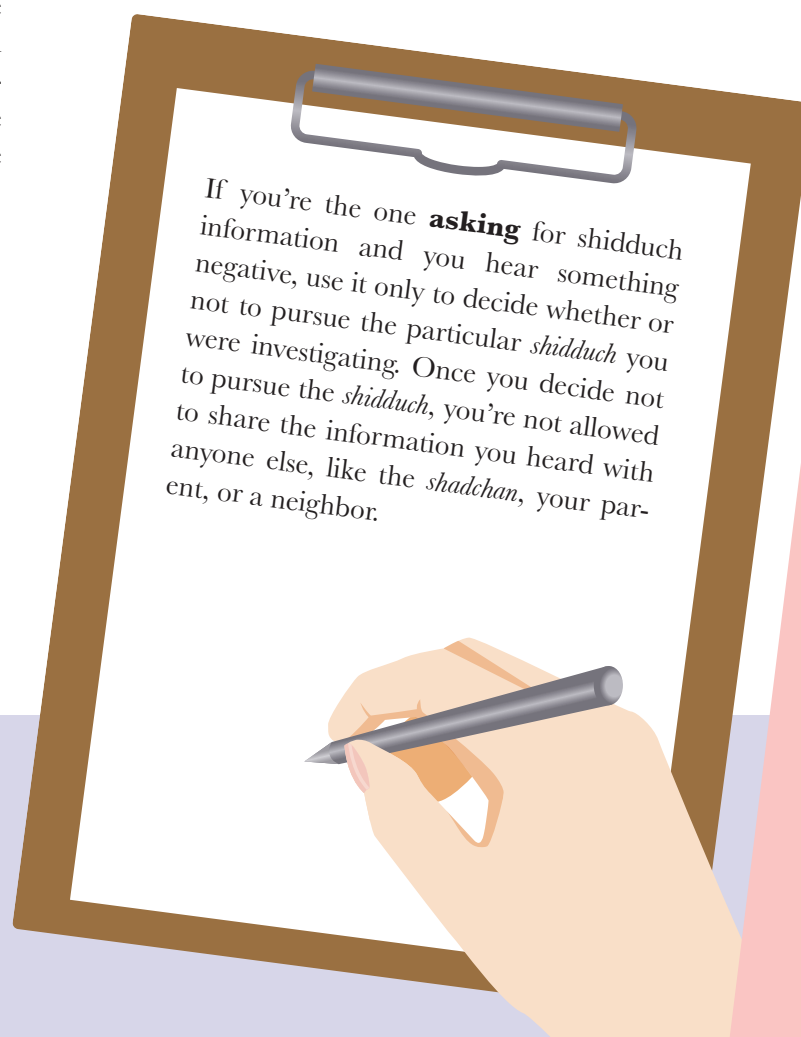 If you’re the one asking for shidduch
information and you hear something
negative, use it only to decide whether or
not to pursue the particular shidduch you
were investigating. Once you decide not
to pursue the shidduch, you’re not allowed
to share the information you heard with
anyone else, like the shadchan, your par-
ent, or a neighbor.